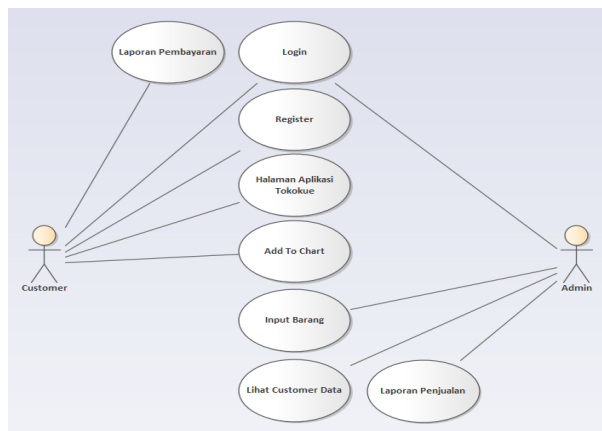 Laporan Pembayaran
Login
Register
Halaman Aplikasi
Tokokue
Add To Chart
Customer
Admin
Input Barang
Lihat Customer Data
Laporan Penjualan